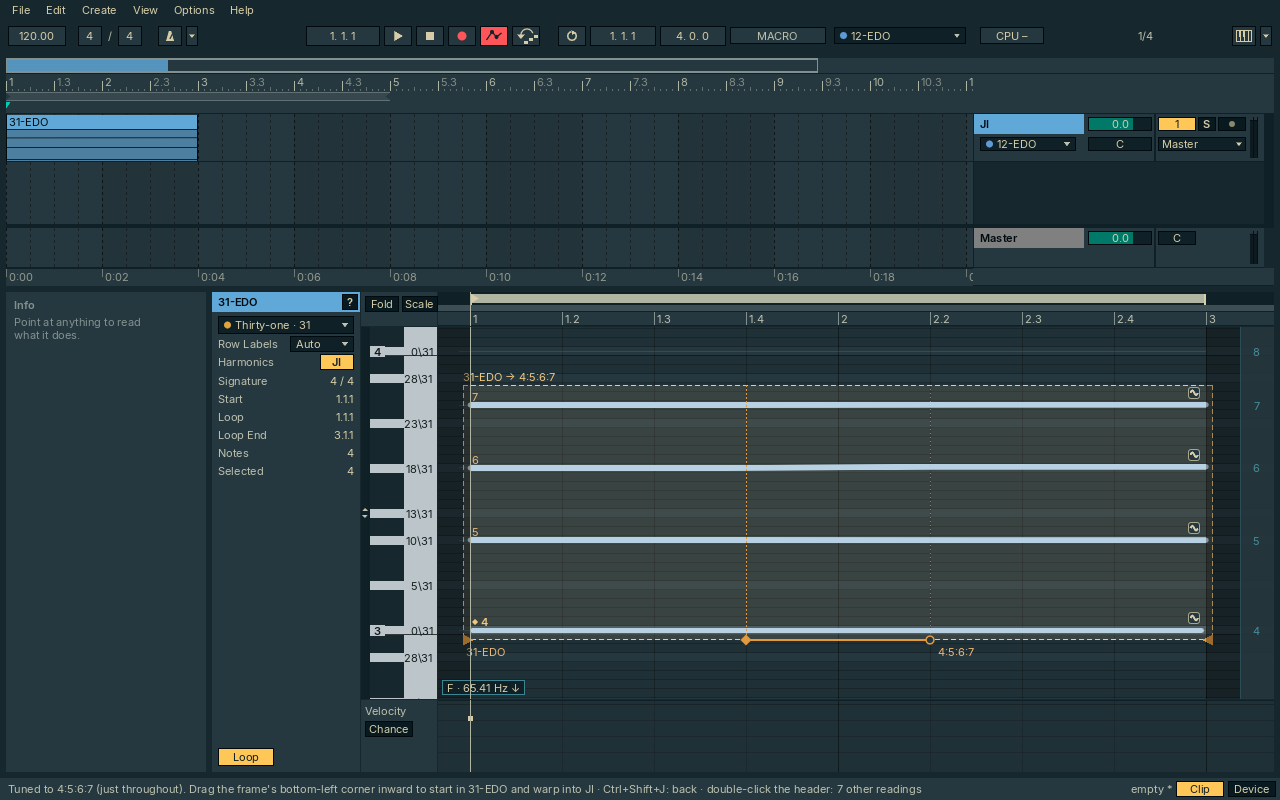 File Edit Create View Options Help
120.00 4 / 4 1. 1. 1 1. 1. 1 4. 0. 0 MACRO 12-EDO CPU – 1/4
1 1.3 2 2.3 3 3.3 4 4.3 5 5.3 6 6.3 7 7.3 8 8.3 9 9.3 10 10.3 1
31-EDO
JI 0.0 1 S
12-EDO C Master
Master 0.0 C
0:00 0:02 0:04 0:06 0:08 0:10 0:12 0:14 0:16 0:18
Info
Point at anything to read
what it does.
31-EDO ?
Thirty-one · 31
Row Labels Auto
Harmonics JI
Signature 4 / 4
Start 1.1.1
Loop 1.1.1
Loop End 3.1.1
Notes 4
Selected 4
Loop
Fold Scale
1 1.2 1.3 1.4 2 2.2 2.3 2.4 3
4 0\31 8
28\31 31-EDO → 4:5:6:7
7 7
23\31
6
18\31 6
13\31
5
10\31 5
5\31
4
3 0\31 4
28\31 31-EDO 4:5:6:7
F · 65.41 Hz ↓
Velocity
Chance
Tuned to 4:5:6:7 (just throughout). Drag the frame's bottom-left corner inward to start in 31-EDO and warp into JI · Ctrl+Shift+J: back · double-click the header: 7 other readings empty * Clip Device